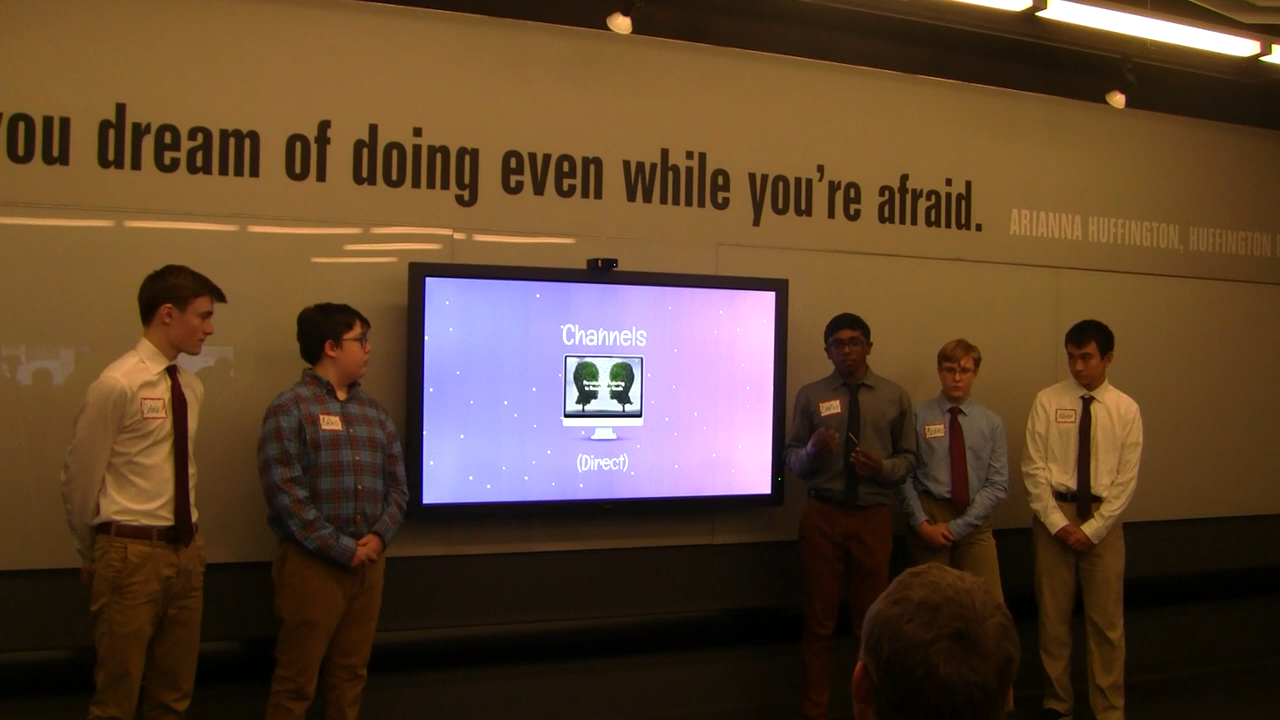 you dream of doing even while you're afraid.
ARIANNA HUFFINGTON, HUFFINGTON
Channels
(Direct)